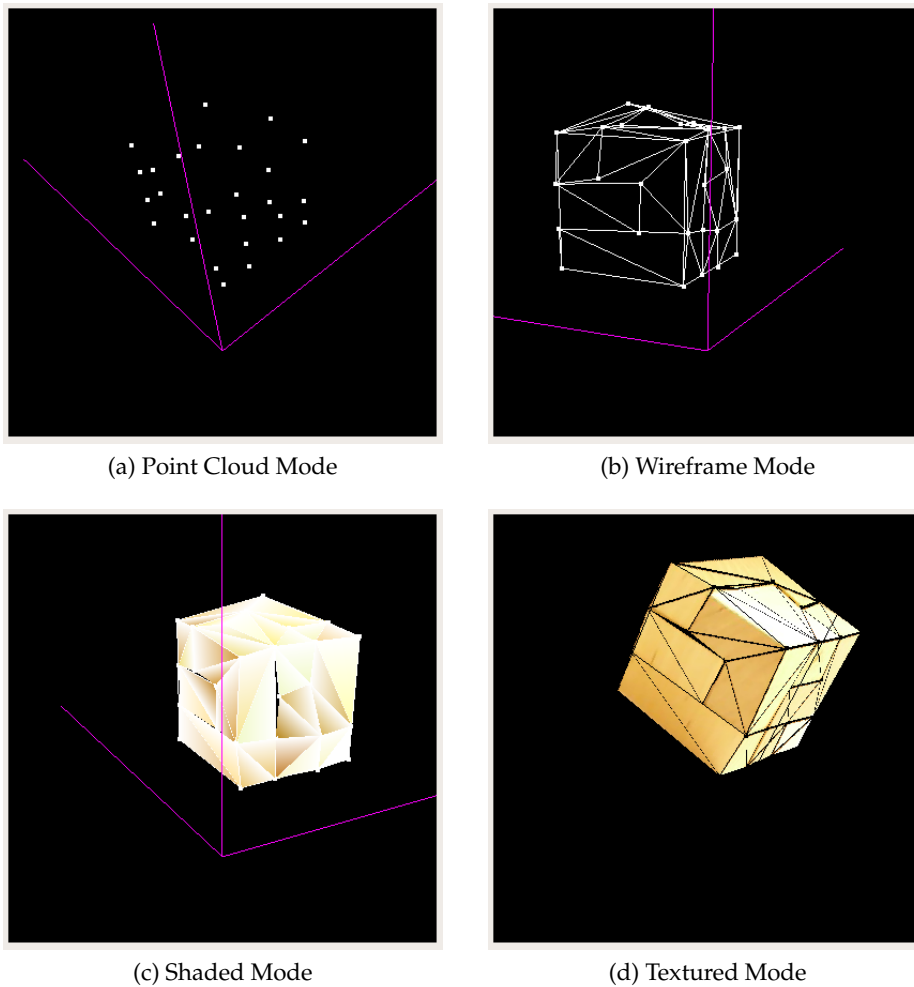 (a) Point Cloud Mode
(b) Wireframe Mode
(c) Shaded Mode
(d) Textured Mode